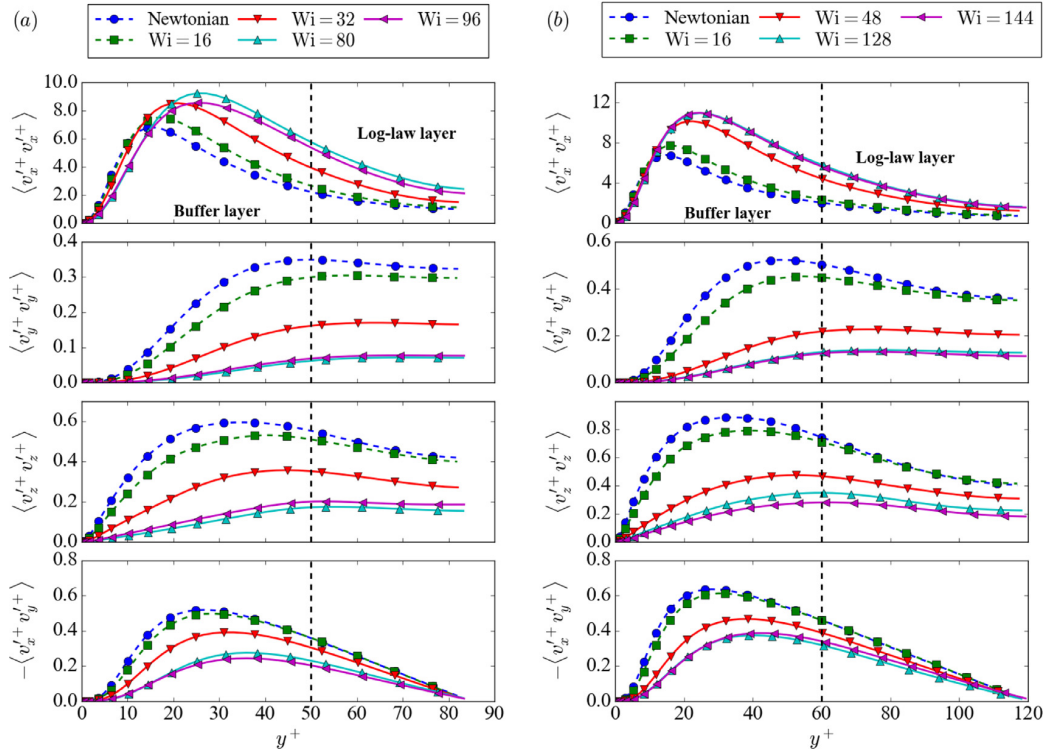 (a)
Newtonian
Wi = 16
Wi = 32
Wi = 80
Wi = 96
10.0
8.0
6.0
4.0
2.0
0.0
⟨v′⁺ₓ v′⁺ₓ⟩
Log-law layer
Buffer layer
0.4
0.3
0.2
0.1
0.0
⟨v′⁺ᵧ v′⁺ᵧ⟩
0.6
0.4
0.2
0.0
⟨v′⁺_z v′⁺_z⟩
0.8
0.6
0.4
0.2
0.0
−⟨v′⁺ₓ v′⁺ᵧ⟩
0 10 20 30 40 50 60 70 80 90
y⁺
(b)
Newtonian
Wi = 16
Wi = 48
Wi = 128
Wi = 144
12
8
4
0
⟨v′⁺ₓ v′⁺ₓ⟩
Log-law layer
Buffer layer
0.6
0.4
0.2
0.0
⟨v′⁺ᵧ v′⁺ᵧ⟩
0.8
0.6
0.4
0.2
0.0
⟨v′⁺_z v′⁺_z⟩
0.8
0.6
0.4
0.2
0.0
−⟨v′⁺ₓ v′⁺ᵧ⟩
0 20 40 60 80 100 120
y⁺